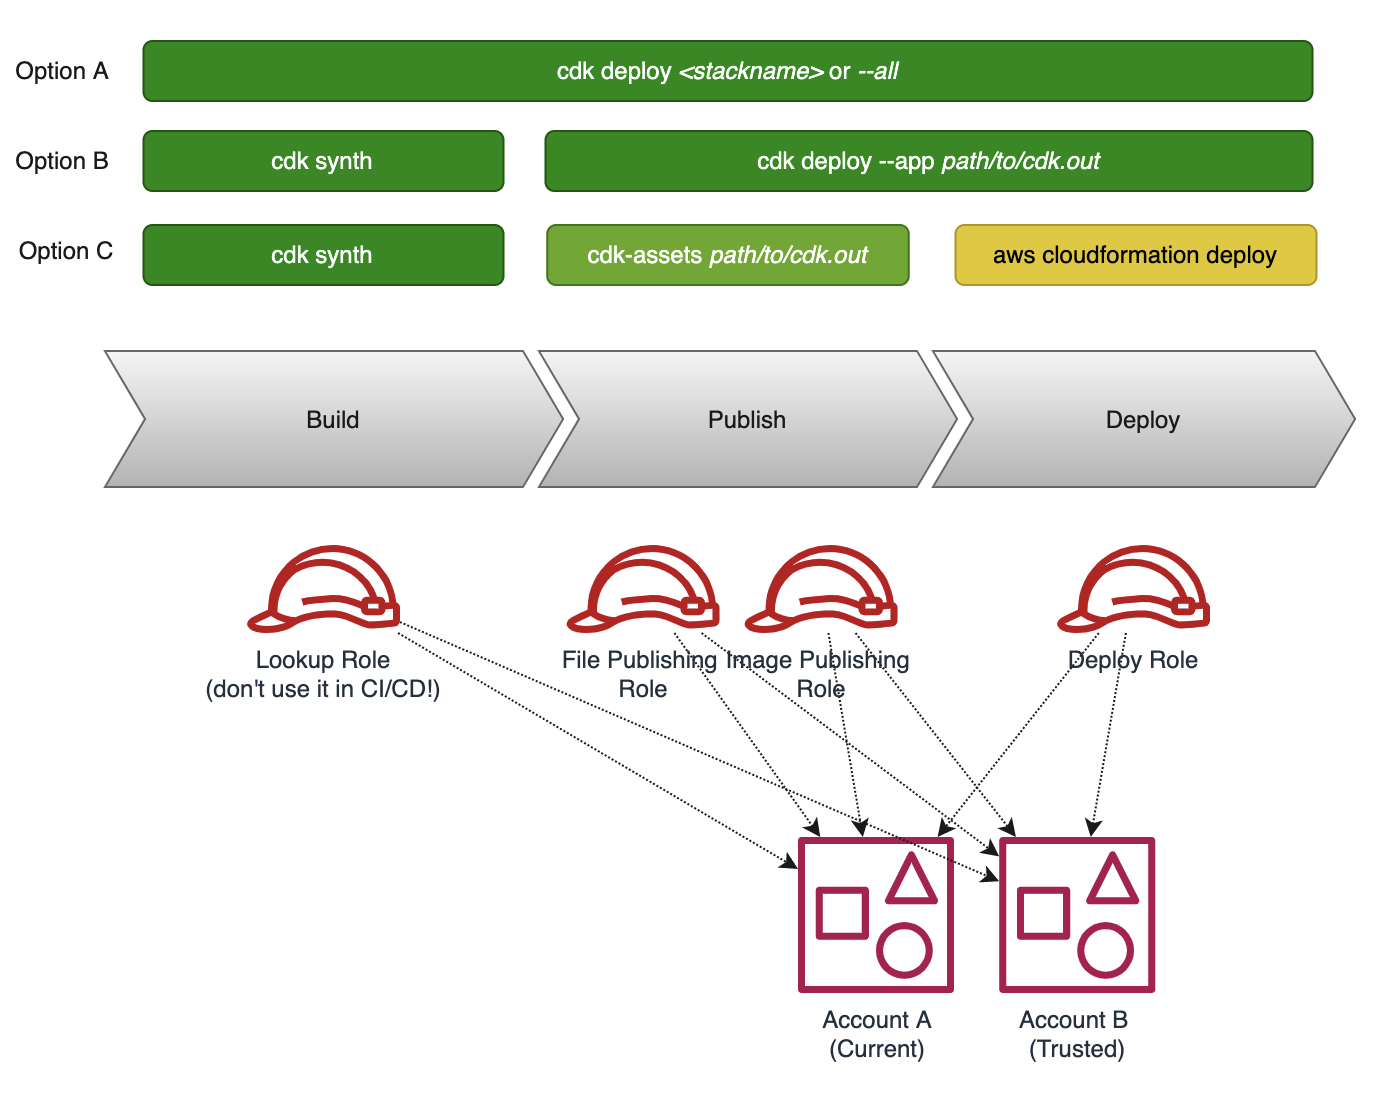 Option A
cdk deploy <stackname> or --all
Option B
cdk synth
cdk deploy --app path/to/cdk.out
Option C
cdk synth
cdk-assets path/to/cdk.out
aws cloudformation deploy
Build
Publish
Deploy
Lookup Role
(don't use it in CI/CD!)
File Publishing
Role
Image Publishing
Role
Deploy Role
Account A
(Current)
Account B
(Trusted)